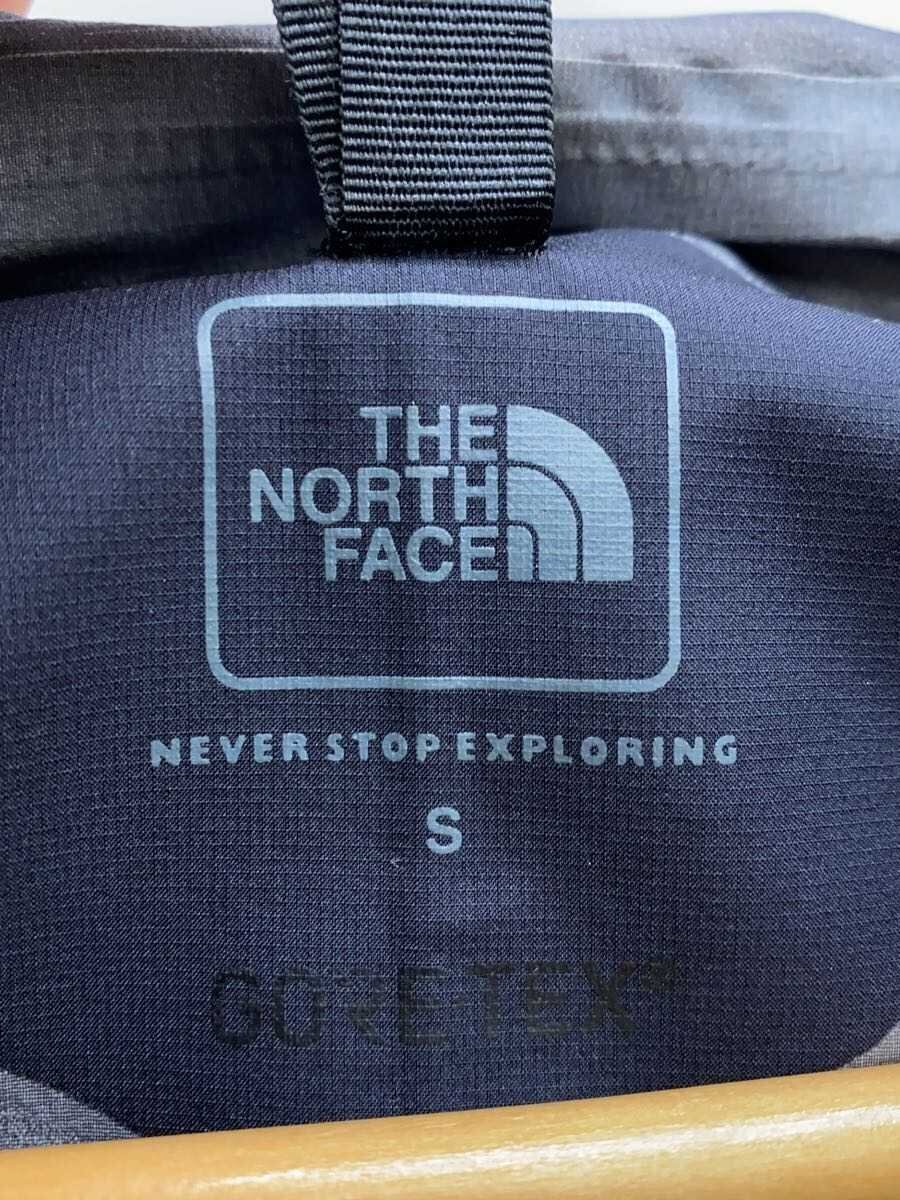 THE
NORTH
FACE
NEVER STOP EXPLORING
S
GORE-TEX®